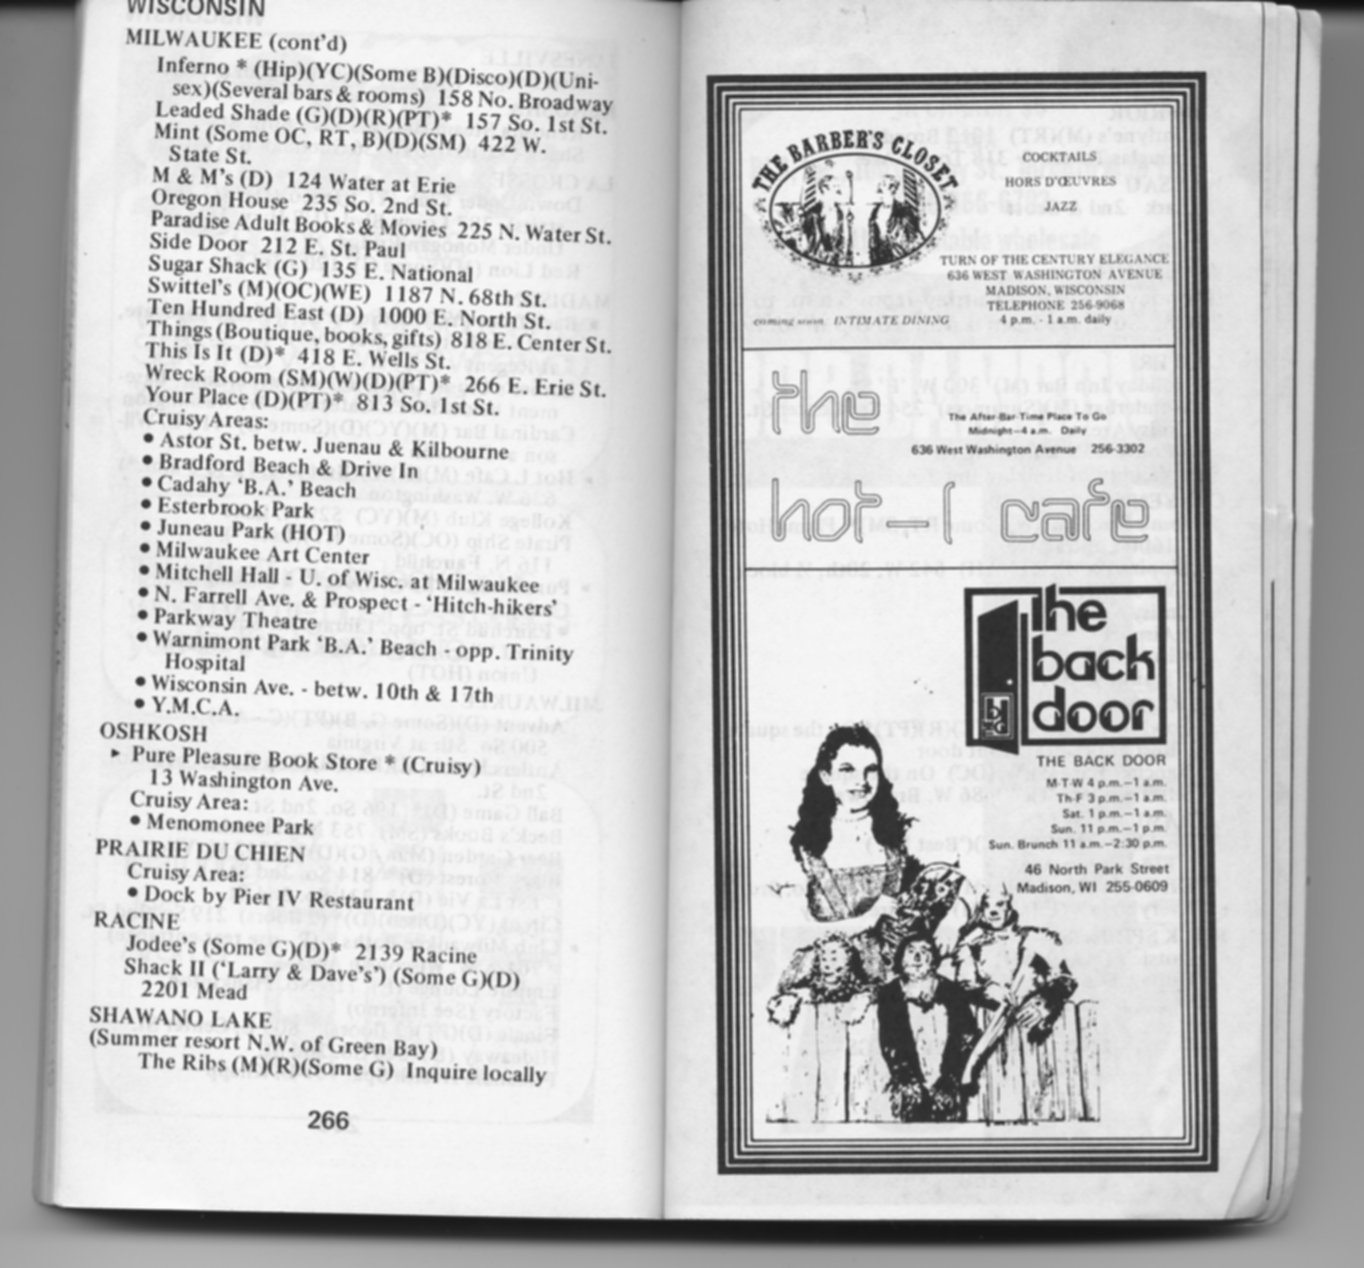 WISCONSIN
MILWAUKEE (cont'd)
Inferno * (Hip)(YC)(Some B)(Disco)(D)(Uni-
sex)(Several bars & rooms) 158 No. Broadway
Leaded Shade (G)(D)(R)(PT)* 157 So. 1st St.
Mint (Some OC, RT, B)(D)(SM) 422 W.
State St.
M & M's (D) 124 Water at Erie
Oregon House 235 So. 2nd St.
Paradise Adult Books & Movies 225 N. Water St.
Side Door 212 E. St. Paul
Sugar Shack (G) 135 E. National
Swittel's (M)(OC)(WE) 1187 N. 68th St.
Ten Hundred East (D) 1000 E. North St.
Things (Boutique, books, gifts) 818 E. Center St.
This Is It (D)* 418 E. Wells St.
Wreck Room (SM)(W)(D)(PT)* 266 E. Erie St.
Your Place (D)(PT)* 813 So. 1st St.
Cruisy Areas:
• Astor St. betw. Juenau & Kilbourne
• Bradford Beach & Drive In
• Cadahy 'B.A.' Beach
• Esterbrook Park
• Juneau Park (HOT)
• Milwaukee Art Center
• Mitchell Hall - U. of Wisc. at Milwaukee
• N. Farrell Ave. & Prospect - 'Hitch-hikers'
• Parkway Theatre
• Warnimont Park 'B.A.' Beach - opp. Trinity
Hospital
• Wisconsin Ave. - betw. 10th & 17th
• Y.M.C.A.
OSHKOSH
▸ Pure Pleasure Book Store * (Cruisy)
13 Washington Ave.
Cruisy Area:
• Menomonee Park
PRAIRIE DU CHIEN
Cruisy Area:
• Dock by Pier IV Restaurant
RACINE
Jodee's (Some G)(D)* 2139 Racine
Shack II ('Larry & Dave's') (Some G)(D)
2201 Mead
SHAWANO LAKE
(Summer resort N.W. of Green Bay)
The Ribs (M)(R)(Some G) Inquire locally
266
THE BARBER'S CLOSET
COCKTAILS
HORS D'ŒUVRES
JAZZ
TURN OF THE CENTURY ELEGANCE
636 WEST WASHINGTON AVENUE
MADISON, WISCONSIN
TELEPHONE 256-9068
coming soon INTIMATE DINING 4 p.m. - 1 a.m. daily
the
The After Bar-Time Place To Go
Midnight—4 a.m. Daily
636 West Washington Avenue 256-3302
hot-l cafe
the
back
door
bd
THE BACK DOOR
M-T-W 4 p.m.—1 a.m.
Th-F 3 p.m.—1 a.m.
Sat. 1 p.m.—1 a.m.
Sun. 11 p.m.—1 p.m.
Sun. Brunch 11 a.m.—2:30 p.m.
46 North Park Street
Madison, WI 255-0609